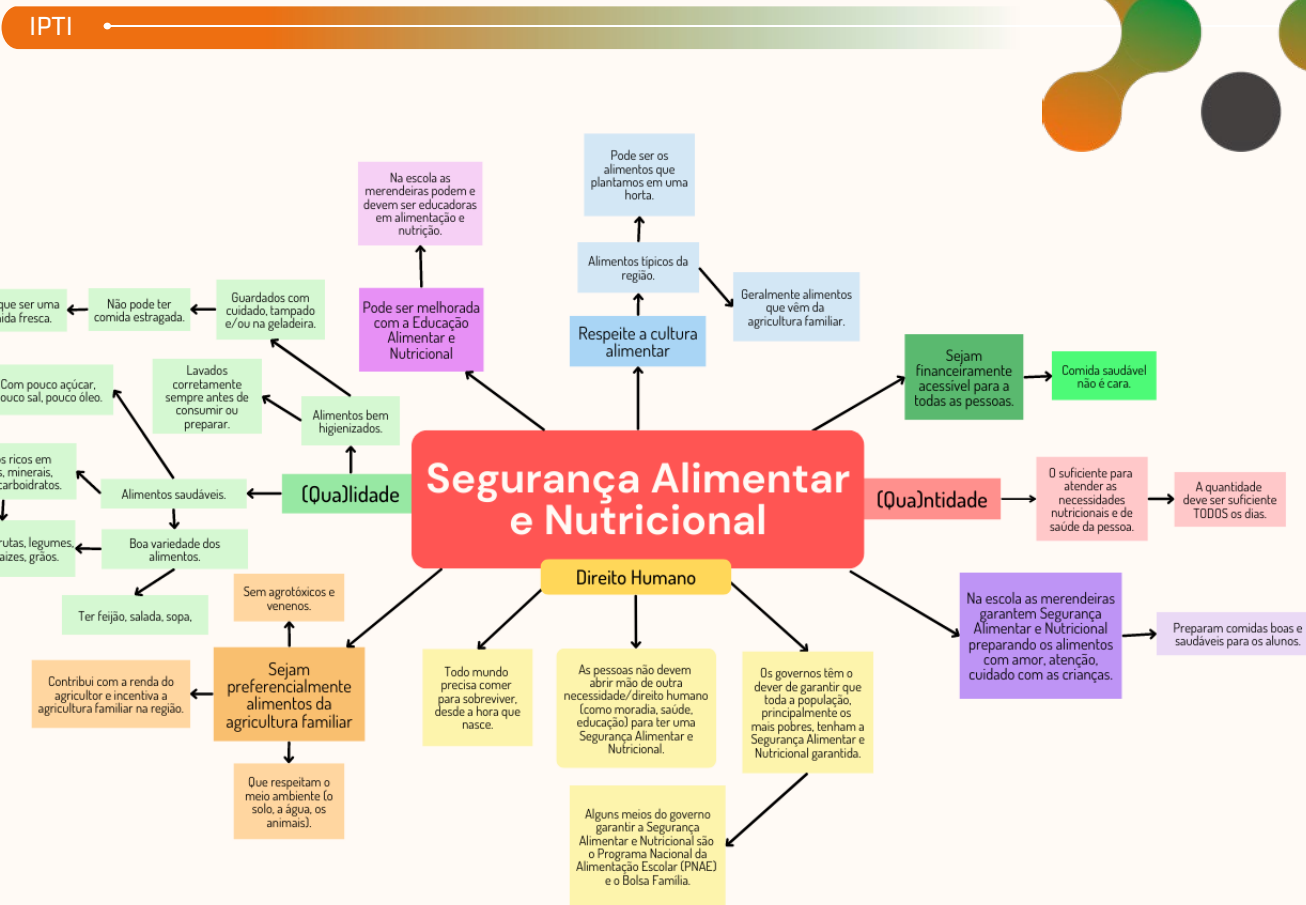 IPTI
Pode ser os
alimentos que
plantamos em uma
horta.
Na escola as
merendeiras podem e
devem ser educadoras
em alimentação e
nutrição.
Alimentos típicos da
região.
Geralmente alimentos
que vêm da
agricultura familiar.
que ser uma
fresca.
Não pode ter
comida estragada.
Guardados com
cuidado, tampado
e/ou na geladeira.
Pode ser melhorada
com a Educação
Alimentar e
Nutricional
Respeite a cultura
alimentar
Sejam
financeiramente
acessível para a
todas as pessoas.
Comida saudável
não é cara.
Com pouco açúcar,
pouco sal, pouco óleo.
Lavados
corretamente
sempre antes de
consumir ou
preparar.
Alimentos bem
higienizados.
Segurança Alimentar
e Nutricional
ricos em
minerais,
carboidratos.
Alimentos saudáveis.
(Qua)lidade
(Qua)ntidade
O suficiente para
atender as
necessidades
nutricionais e de
saúde da pessoa.
A quantidade
deve ser suficiente
TODOS os dias.
legumes,
grãos.
Boa variedade dos
alimentos.
Ter feijão, salada, sopa,
Direito Humano
Sem agrotóxicos e
venenos.
Na escola as merendeiras
garantem Segurança
Alimentar e Nutricional
preparando os alimentos
com amor, atenção,
cuidado com as crianças.
Preparam comidas boas e
saudáveis para os alunos.
Contribui com a renda do
agricultor e incentiva a
agricultura familiar na região.
Sejam
preferencialmente
alimentos da
agricultura familiar
Todo mundo
precisa comer
para sobreviver,
desde a hora que
nasce.
As pessoas não devem
abrir mão de outra
necessidade/direito humano
(como moradia, saúde,
educação) para ter uma
Segurança Alimentar e
Nutricional.
Os governos têm o
dever de garantir que
toda a população,
principalmente os
mais pobres, tenham a
Segurança Alimentar e
Nutricional garantida.
Que respeitam o
meio ambiente (o
solo, a água, os
animais).
Alguns meios do governo
garantir a Segurança
Alimentar e Nutricional são
o Programa Nacional da
Alimentação Escolar (PNAE)
e o Bolsa Família.